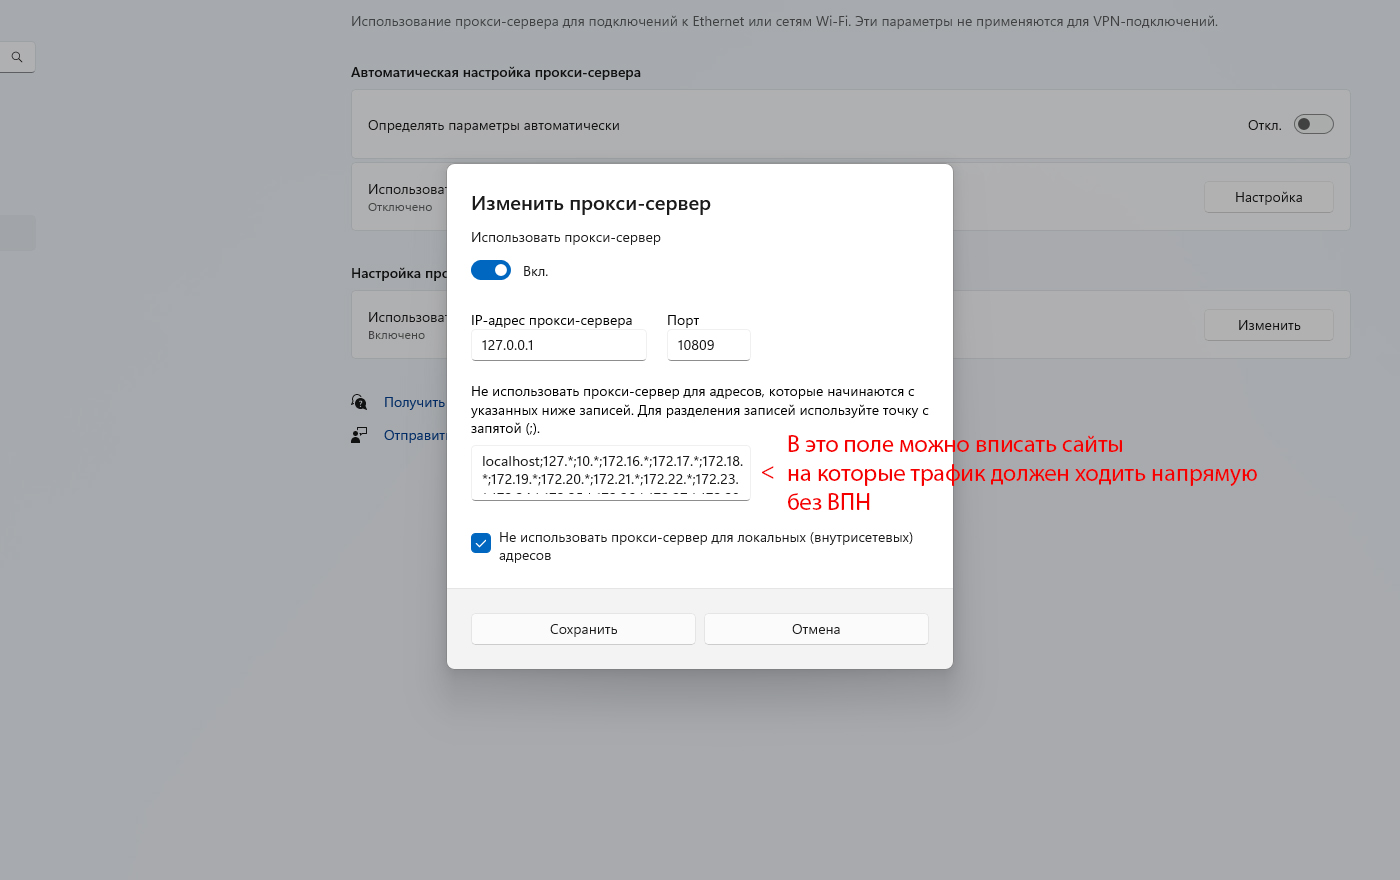 Использование прокси-сервера для подключений к Ethernet или сетям Wi-Fi. Эти параметры не применяются для VPN-подключений.
Автоматическая настройка прокси-сервера
Определять параметры автоматически
Откл.
Использоват
Отключено
Настройка
Настройка про
Использоват
Включено
Изменить
Получить
Отправить
Изменить прокси-сервер
Использовать прокси-сервер
Вкл.
IP-адрес прокси-сервера
Порт
127.0.0.1
10809
Не использовать прокси-сервер для адресов, которые начинаются с
указанных ниже записей. Для разделения записей используйте точку с
запятой (;).
localhost;127.*;10.*;172.16.*;172.17.*;172.18.
*;172.19.*;172.20.*;172.21.*;172.22.*;172.23.
< В это поле можно вписать сайты
на которые трафик должен ходить напрямую
без ВПН
Не использовать прокси-сервер для локальных (внутрисетевых)
адресов
Сохранить
Отмена